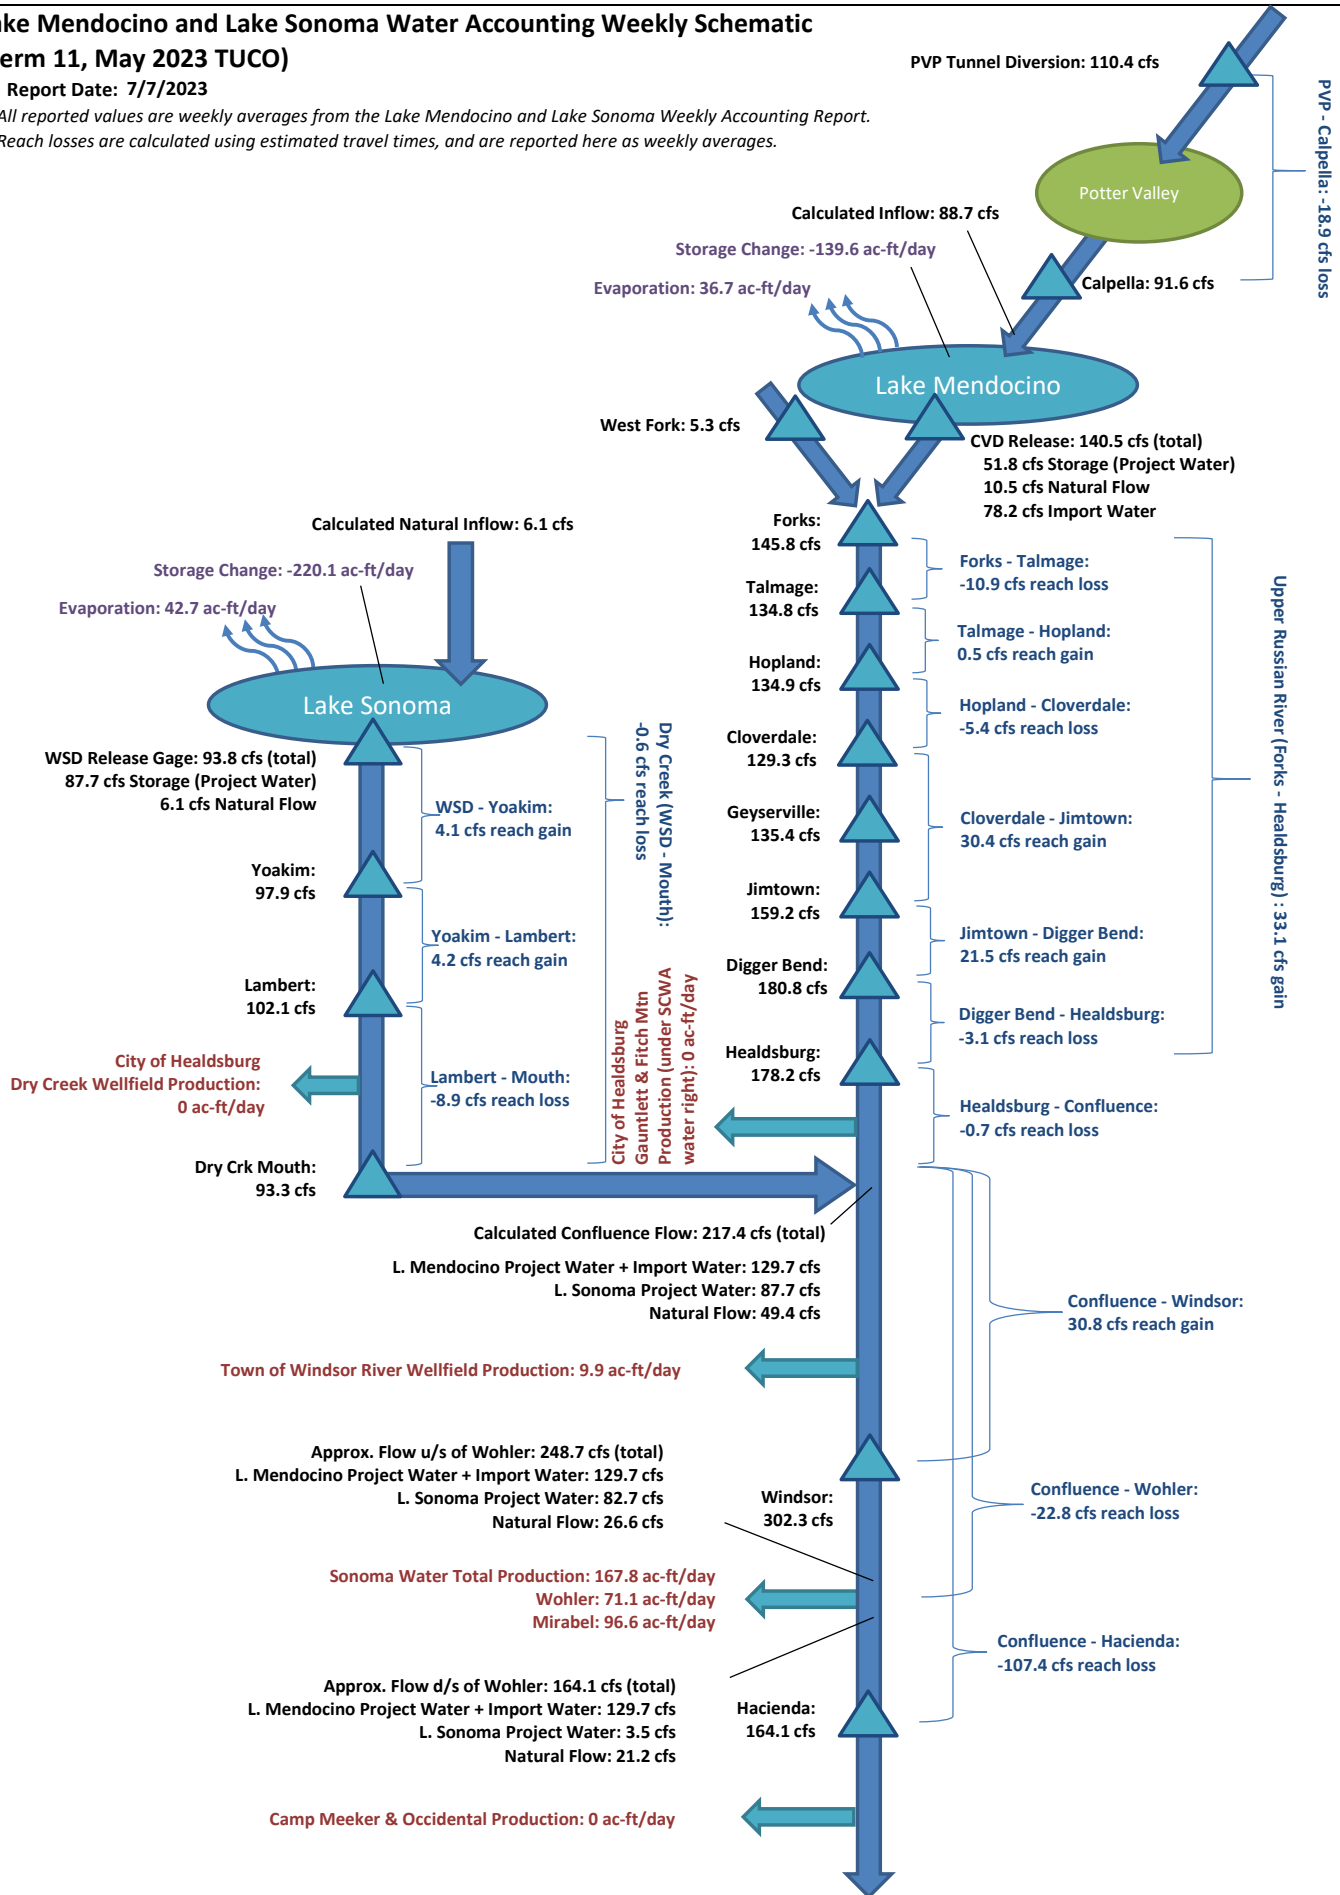 ake Mendocino and Lake Sonoma Water Accounting Weekly Schematic
erm 11, May 2023 TUCO)
Report Date: 7/7/2023
All reported values are weekly averages from the Lake Mendocino and Lake Sonoma Weekly Accounting Report.
Reach losses are calculated using estimated travel times, and are reported here as weekly averages.
PVP Tunnel Diversion: 110.4 cfs
PVP - Calpella: -18.9 cfs loss
Potter Valley
Calculated Inflow: 88.7 cfs
Storage Change: -139.6 ac-ft/day
Evaporation: 36.7 ac-ft/day
Calpella: 91.6 cfs
Lake Mendocino
West Fork: 5.3 cfs
CVD Release: 140.5 cfs (total)
51.8 cfs Storage (Project Water)
10.5 cfs Natural Flow
78.2 cfs Import Water
Forks:
145.8 cfs
Forks - Talmage:
-10.9 cfs reach loss
Talmage:
134.8 cfs
Talmage - Hopland:
0.5 cfs reach gain
Hopland:
134.9 cfs
Hopland - Cloverdale:
-5.4 cfs reach loss
Cloverdale:
129.3 cfs
Geyserville:
135.4 cfs
Cloverdale - Jimtown:
30.4 cfs reach gain
Jimtown:
159.2 cfs
Jimtown - Digger Bend:
21.5 cfs reach gain
Digger Bend:
180.8 cfs
Digger Bend - Healdsburg:
-3.1 cfs reach loss
Healdsburg:
178.2 cfs
Healdsburg - Confluence:
-0.7 cfs reach loss
Upper Russian River (Forks - Healdsburg) : 33.1 cfs gain
Calculated Natural Inflow: 6.1 cfs
Storage Change: -220.1 ac-ft/day
Evaporation: 42.7 ac-ft/day
Lake Sonoma
WSD Release Gage: 93.8 cfs (total)
87.7 cfs Storage (Project Water)
6.1 cfs Natural Flow
WSD - Yoakim:
4.1 cfs reach gain
Yoakim:
97.9 cfs
Yoakim - Lambert:
4.2 cfs reach gain
Lambert:
102.1 cfs
City of Healdsburg
Dry Creek Wellfield Production:
0 ac-ft/day
Lambert - Mouth:
-8.9 cfs reach loss
Dry Crk Mouth:
93.3 cfs
Dry Creek (WSD - Mouth):
-0.6 cfs reach loss
City of Healdsburg
Gauntlett & Fitch Mtn
Production (under SCWA
water right): 0 ac-ft/day
Calculated Confluence Flow: 217.4 cfs (total)
L. Mendocino Project Water + Import Water: 129.7 cfs
L. Sonoma Project Water: 87.7 cfs
Natural Flow: 49.4 cfs
Confluence - Windsor:
30.8 cfs reach gain
Town of Windsor River Wellfield Production: 9.9 ac-ft/day
Approx. Flow u/s of Wohler: 248.7 cfs (total)
L. Mendocino Project Water + Import Water: 129.7 cfs
L. Sonoma Project Water: 82.7 cfs
Natural Flow: 26.6 cfs
Windsor:
302.3 cfs
Confluence - Wohler:
-22.8 cfs reach loss
Sonoma Water Total Production: 167.8 ac-ft/day
Wohler: 71.1 ac-ft/day
Mirabel: 96.6 ac-ft/day
Confluence - Hacienda:
-107.4 cfs reach loss
Approx. Flow d/s of Wohler: 164.1 cfs (total)
L. Mendocino Project Water + Import Water: 129.7 cfs
L. Sonoma Project Water: 3.5 cfs
Natural Flow: 21.2 cfs
Hacienda:
164.1 cfs
Camp Meeker & Occidental Production: 0 ac-ft/day